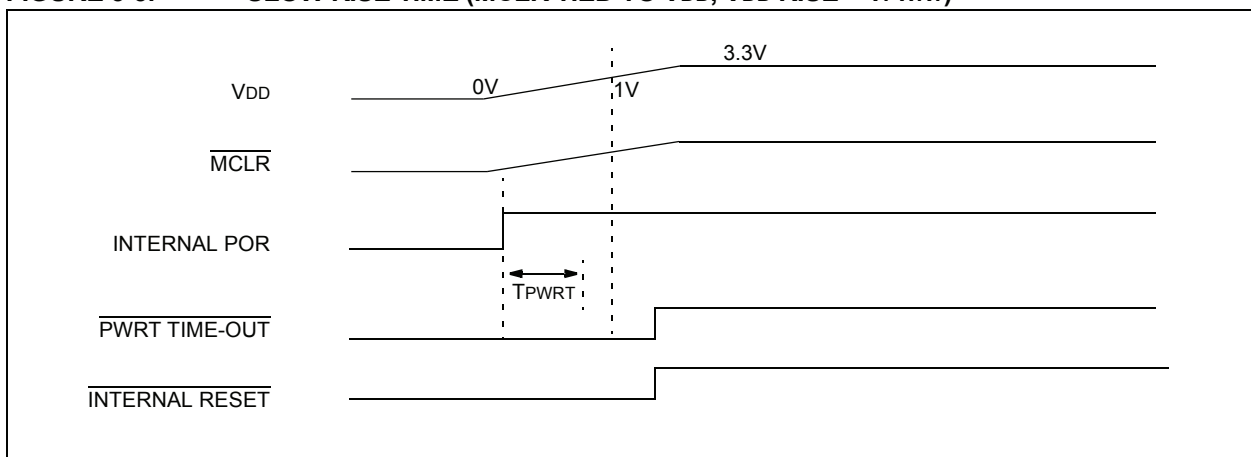 0V
1V
3.3V
VDD
MCLR
INTERNAL POR
TPWRT
PWRT TIME-OUT
INTERNAL RESET